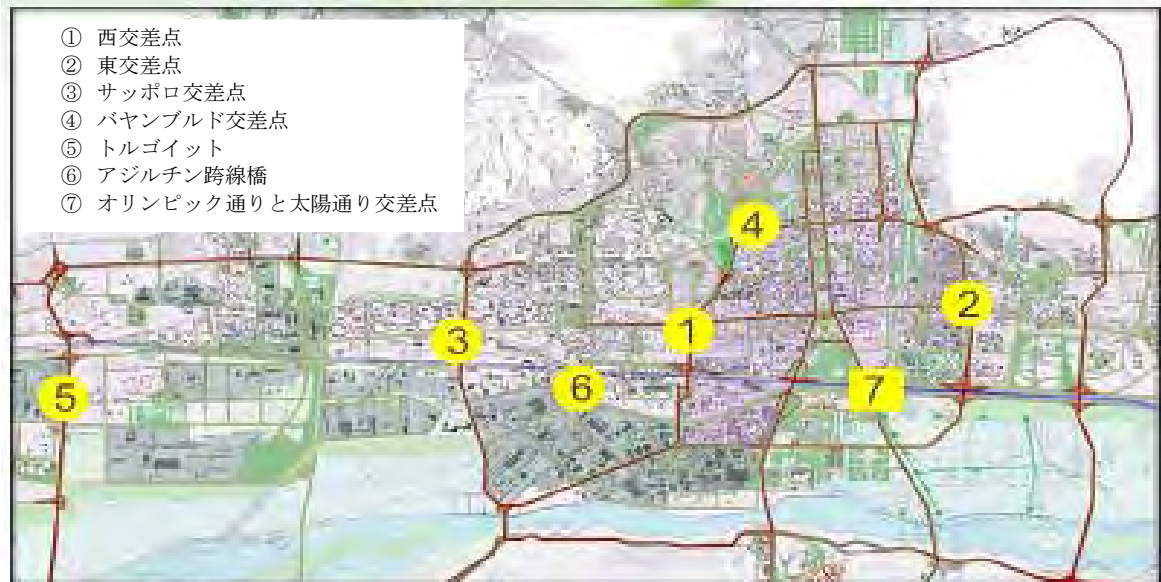 ① 西交差点
② 東交差点
③ サッポロ交差点
④ バヤンブルド交差点
⑤ トルゴイット
⑥ アジルチン跨線橋
⑦ オリンピック通りと太陽通り交差点
4
2
1
3
6
7
5